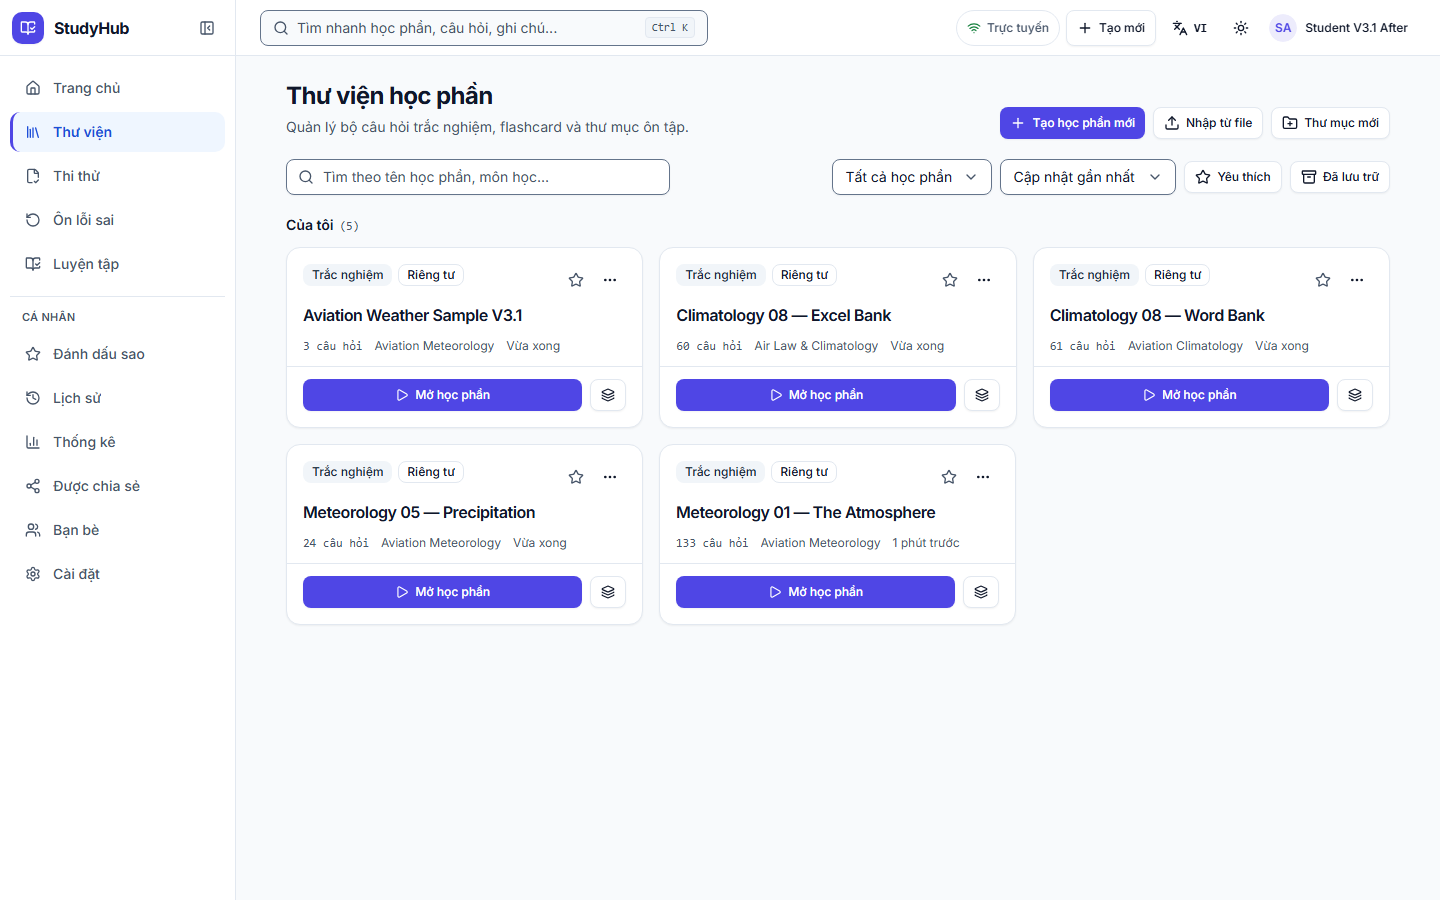 StudyHub
Tìm nhanh học phần, câu hỏi, ghi chú...
Ctrl K
Trực tuyến
Tạo mới
VI
SA
Student V3.1 After
Trang chủ
Thư viện
Thi thử
Ôn lỗi sai
Luyện tập
CÁ NHÂN
Đánh dấu sao
Lịch sử
Thống kê
Được chia sẻ
Bạn bè
Cài đặt
Thư viện học phần
Quản lý bộ câu hỏi trắc nghiệm, flashcard và thư mục ôn tập.
Tạo học phần mới
Nhập từ file
Thư mục mới
Tìm theo tên học phần, môn học...
Tất cả học phần
Cập nhật gần nhất
Yêu thích
Đã lưu trữ
Của tôi (5)
Trắc nghiệm Riêng tư
Aviation Weather Sample V3.1
3 câu hỏi Aviation Meteorology Vừa xong
Mở học phần
Trắc nghiệm Riêng tư
Climatology 08 — Excel Bank
60 câu hỏi Air Law & Climatology Vừa xong
Mở học phần
Trắc nghiệm Riêng tư
Climatology 08 — Word Bank
61 câu hỏi Aviation Climatology Vừa xong
Mở học phần
Trắc nghiệm Riêng tư
Meteorology 05 — Precipitation
24 câu hỏi Aviation Meteorology Vừa xong
Mở học phần
Trắc nghiệm Riêng tư
Meteorology 01 — The Atmosphere
133 câu hỏi Aviation Meteorology 1 phút trước
Mở học phần